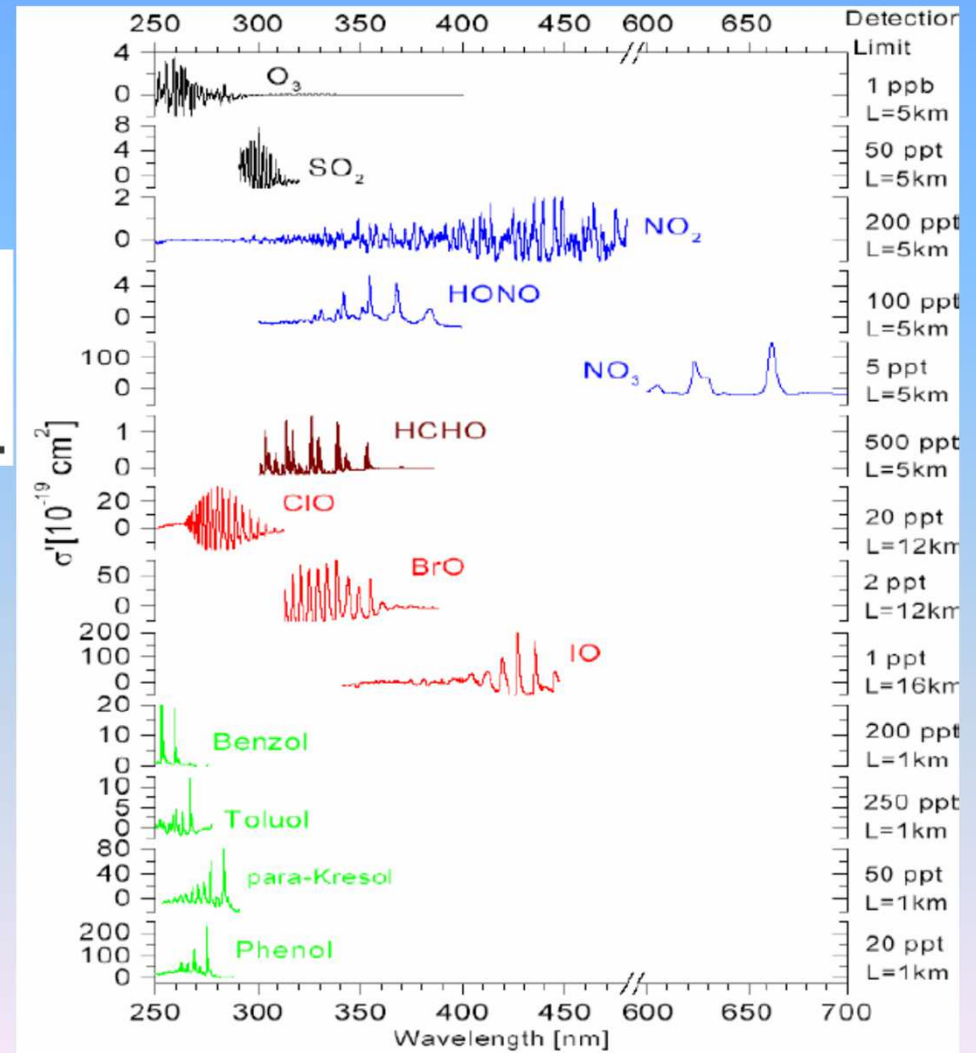 250 300 350 400 450 600 650 Detection
Limit
4
0
O₃
1 ppb
L=5km
8
4
0
SO₂
50 ppt
L=5km
2
0
NO₂
200 ppt
L=5km
4
0
HONO
100 ppt
L=5km
100
0
NO₃
5 ppt
L=5km
1
0
HCHO
500 ppt
L=5km
20
0
ClO
20 ppt
L=12km
50
0
BrO
2 ppt
L=12km
200
100
0
IO
1 ppt
L=16km
20
10
0
Benzol
200 ppt
L=1km
10
5
0
Toluol
250 ppt
L=1km
80
40
0
para-Kresol
50 ppt
L=1km
200
100
0
Phenol
20 ppt
L=1km
σ'[10⁻¹⁹ cm²]
250 300 350 400 450 600 650 700
Wavelength [nm]